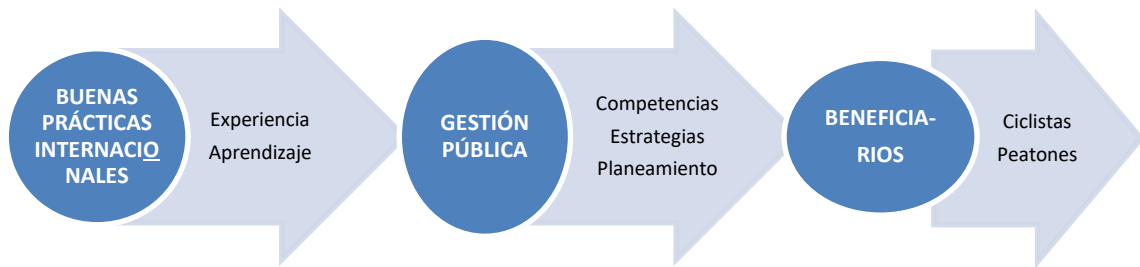 BUENAS
PRÁCTICAS
INTERNACIO
NALES
Experiencia
Aprendizaje
GESTIÓN
PÚBLICA
Competencias
Estrategias
Planeamiento
BENEFICIA-
RIOS
Ciclistas
Peatones